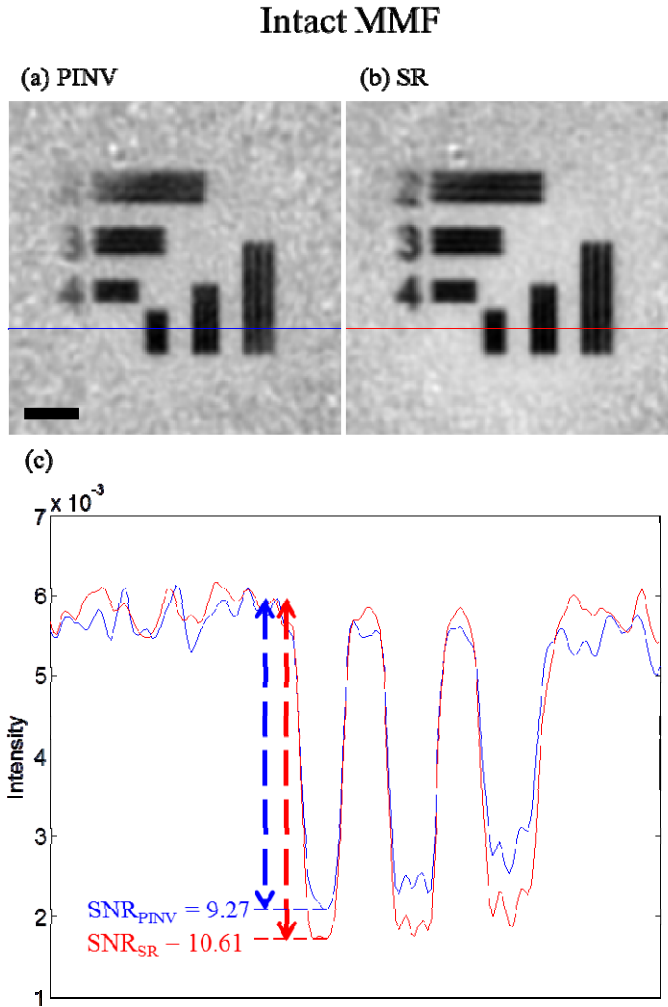 Intact MMF
(a) PINV
(b) SR
2
3
3
4
4
(c)
7 x 10⁻³
6
5
4
3
2
1
Intensity
SNR_PINV = 9.27
SNR_SR – 10.61